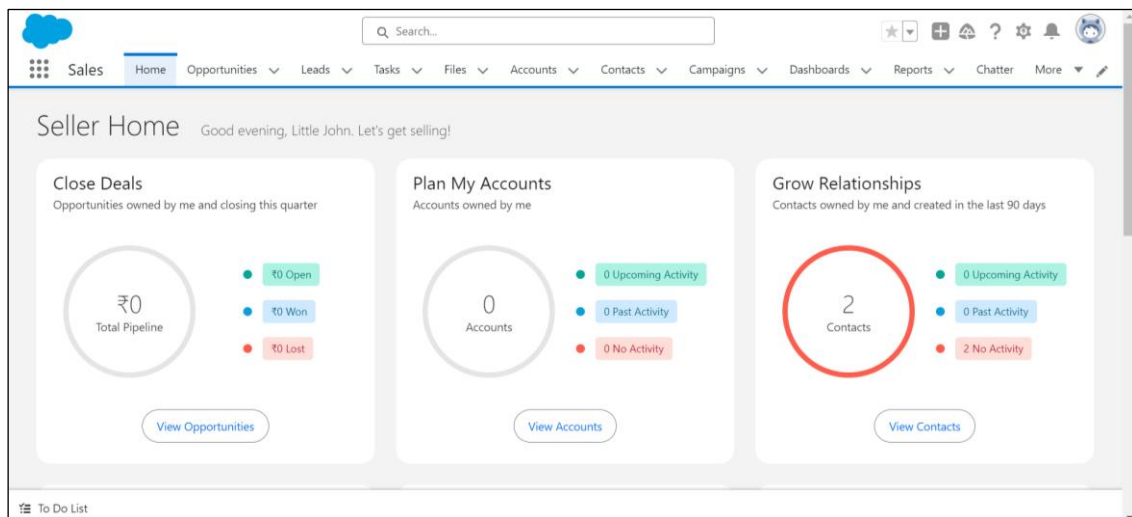 Search...
Sales Home Opportunities Leads Tasks Files Accounts Contacts Campaigns Dashboards Reports Chatter More
Seller Home Good evening, Little John. Let's get selling!
Close Deals
Opportunities owned by me and closing this quarter
₹0
Total Pipeline
₹0 Open
₹0 Won
₹0 Lost
View Opportunities
Plan My Accounts
Accounts owned by me
0
Accounts
0 Upcoming Activity
0 Past Activity
0 No Activity
View Accounts
Grow Relationships
Contacts owned by me and created in the last 90 days
2
Contacts
0 Upcoming Activity
0 Past Activity
2 No Activity
View Contacts
To Do List